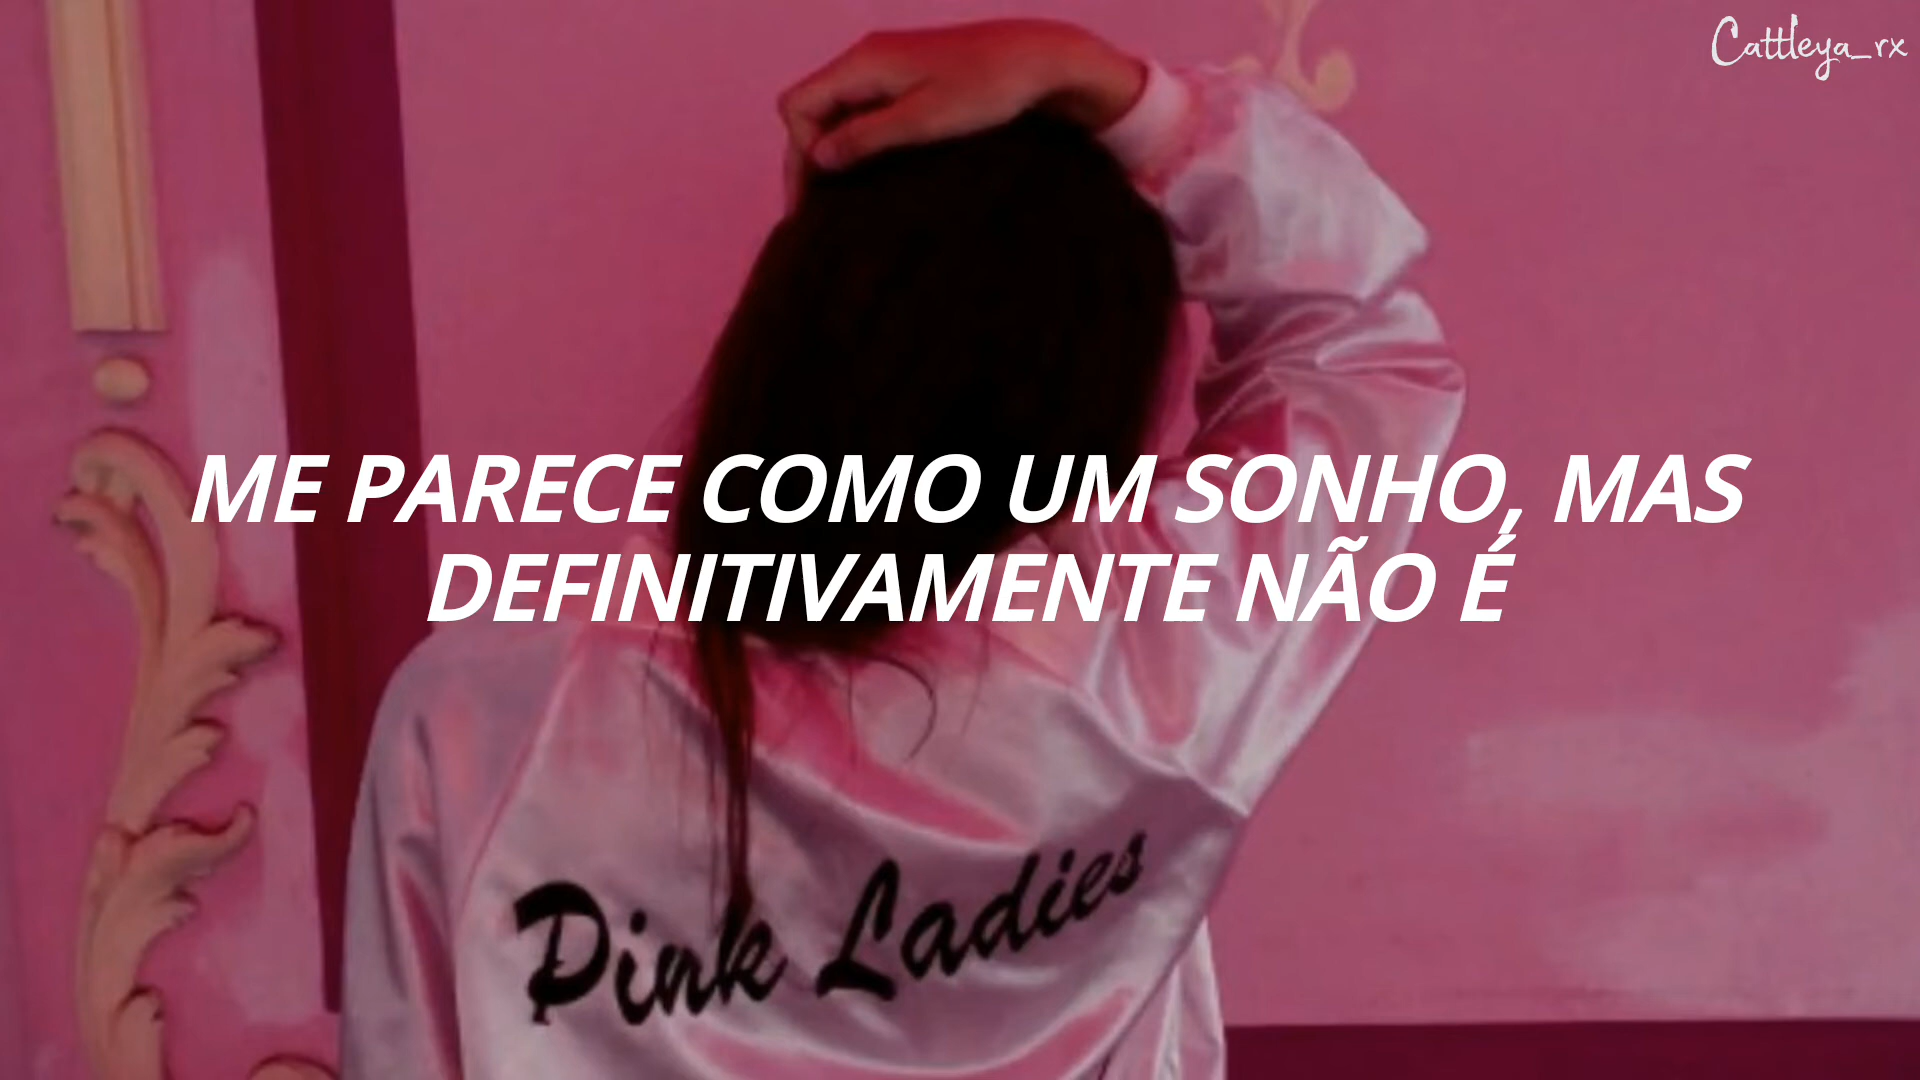 Cattleya_rx
ME PARECE COMO UM SONHO, MAS
DEFINITIVAMENTE NÃO É
Pink Ladies